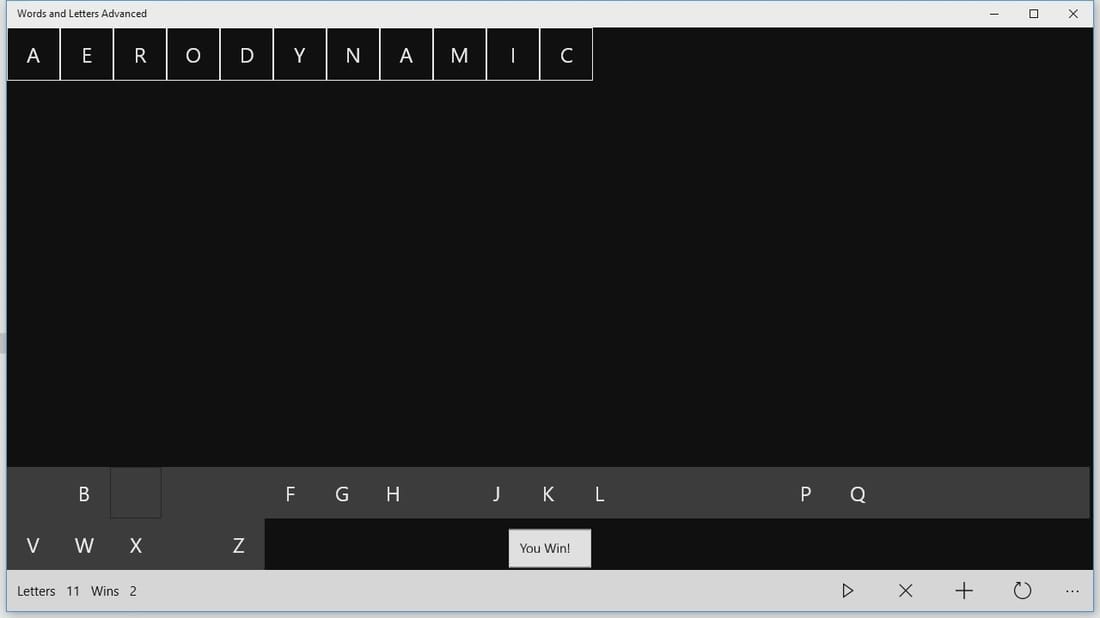 Words and Letters Advanced
A E R O D Y N A M I C
B F G H J K L P Q
V W X Z
You Win!
Letters 11 Wins 2